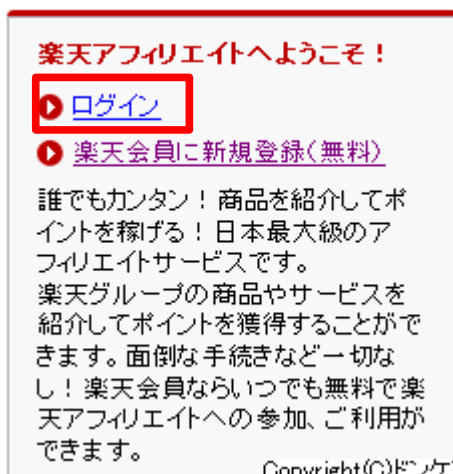 楽天アフィリエイトへようこそ！
ログイン
楽天会員に新規登録(無料)
誰でもカンタン！商品を紹介してポ
イントを稼げる！日本最大級のア
フィリエイトサービスです。
楽天グループの商品やサービスを
紹介してポイントを獲得することがで
きます。面倒な手続きなど一切な
し！楽天会員ならいつでも無料で楽
天アフィリエイトへの参加、ご利用が
できます。
Copyright(C)ドンケ